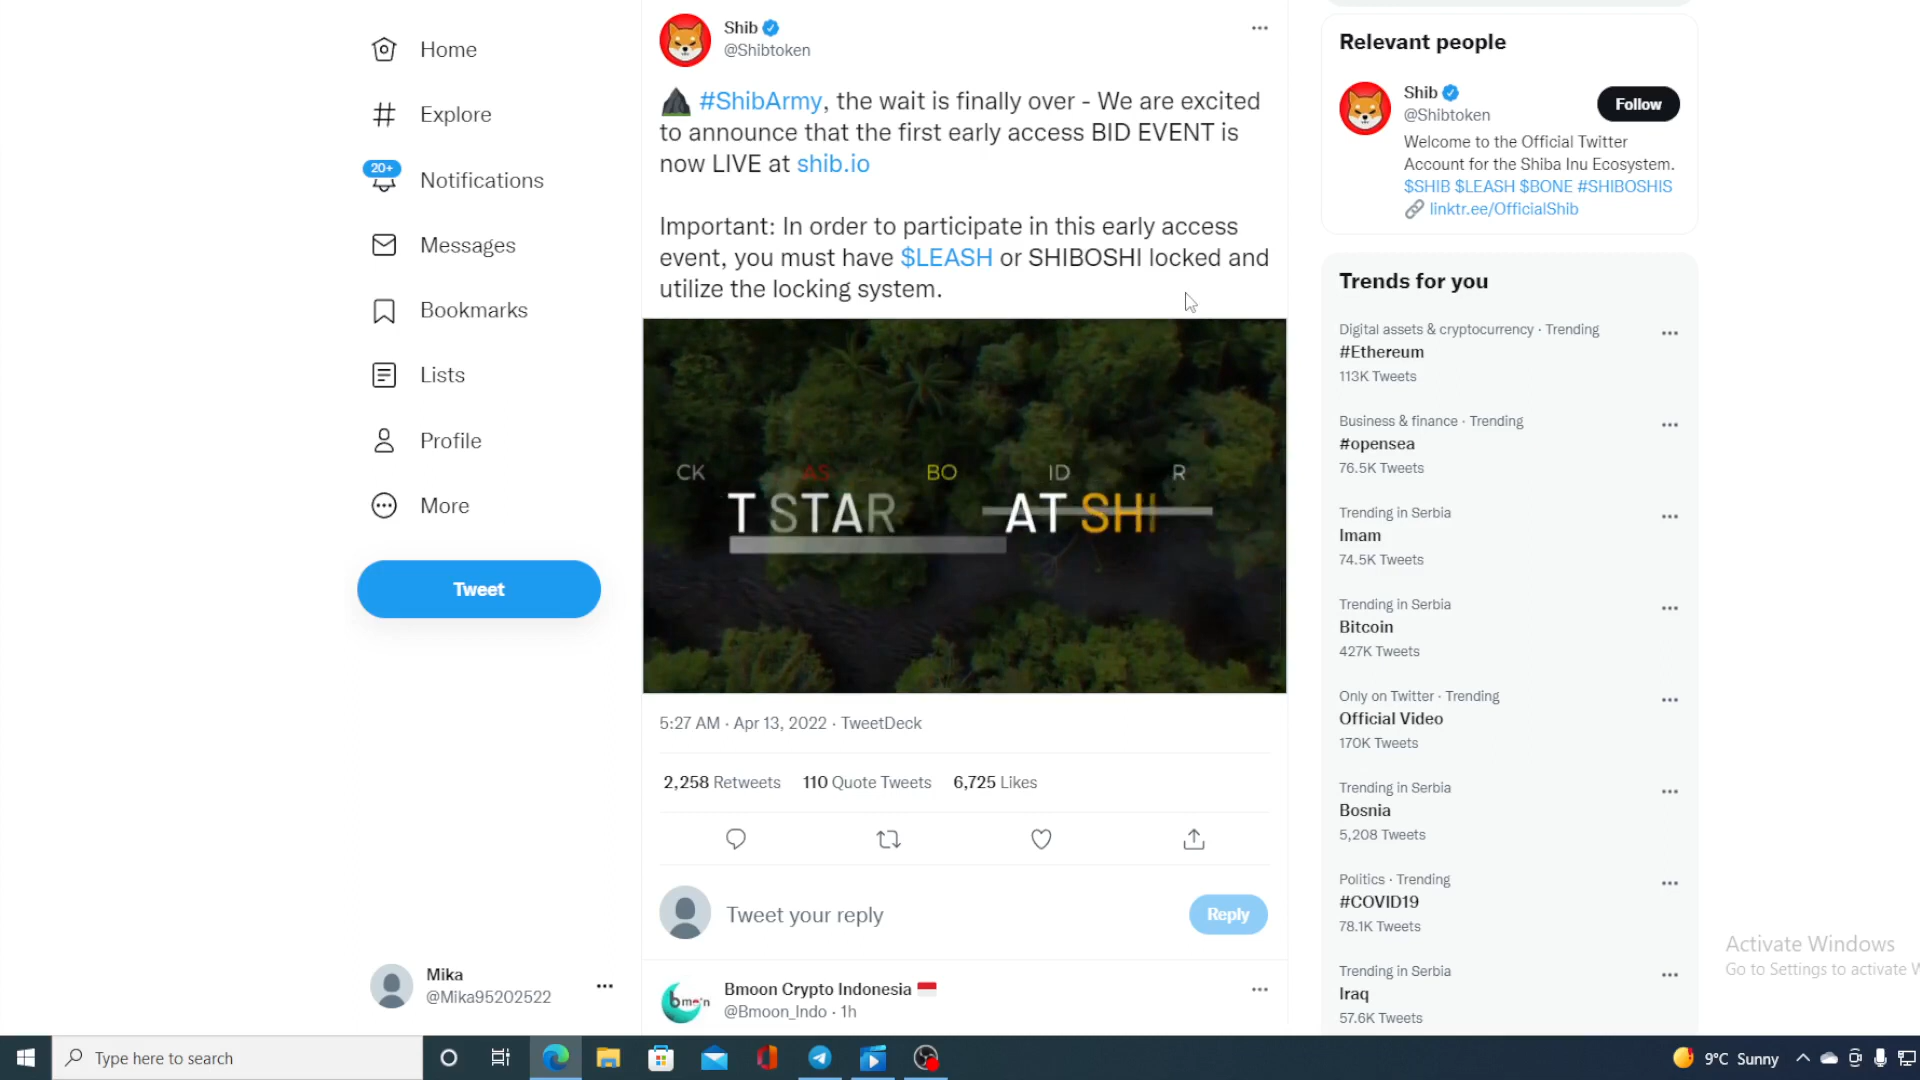 Home
Explore
20+
Notifications
Messages
Bookmarks
Lists
Profile
More
Tweet
Mika
@Mika95202522
Shib
@Shibtoken
#ShibArmy, the wait is finally over - We are excited
to announce that the first early access BID EVENT is
now LIVE at shib.io
Important: In order to participate in this early access
event, you must have $LEASH or SHIBOSHI locked and
utilize the locking system.
CK AS BO ID R
T STAR AT SHI
5:27 AM · Apr 13, 2022 · TweetDeck
2,258 Retweets 110 Quote Tweets 6,725 Likes
Tweet your reply
Reply
bmoon
Bmoon Crypto Indonesia
@Bmoon_Indo · 1h
Relevant people
Shib
@Shibtoken
Follow
Welcome to the Official Twitter
Account for the Shiba Inu Ecosystem.
$SHIB $LEASH $BONE #SHIBOSHIS
linktr.ee/OfficialShib
Trends for you
Digital assets & cryptocurrency · Trending
#Ethereum
113K Tweets
Business & finance · Trending
#opensea
76.5K Tweets
Trending in Serbia
Imam
74.5K Tweets
Trending in Serbia
Bitcoin
427K Tweets
Only on Twitter · Trending
Official Video
170K Tweets
Trending in Serbia
Bosnia
5,208 Tweets
Politics · Trending
#COVID19
78.1K Tweets
Trending in Serbia
Iraq
57.6K Tweets
Activate Windows
Go to Settings to activate W
Type here to search
9°C Sunny